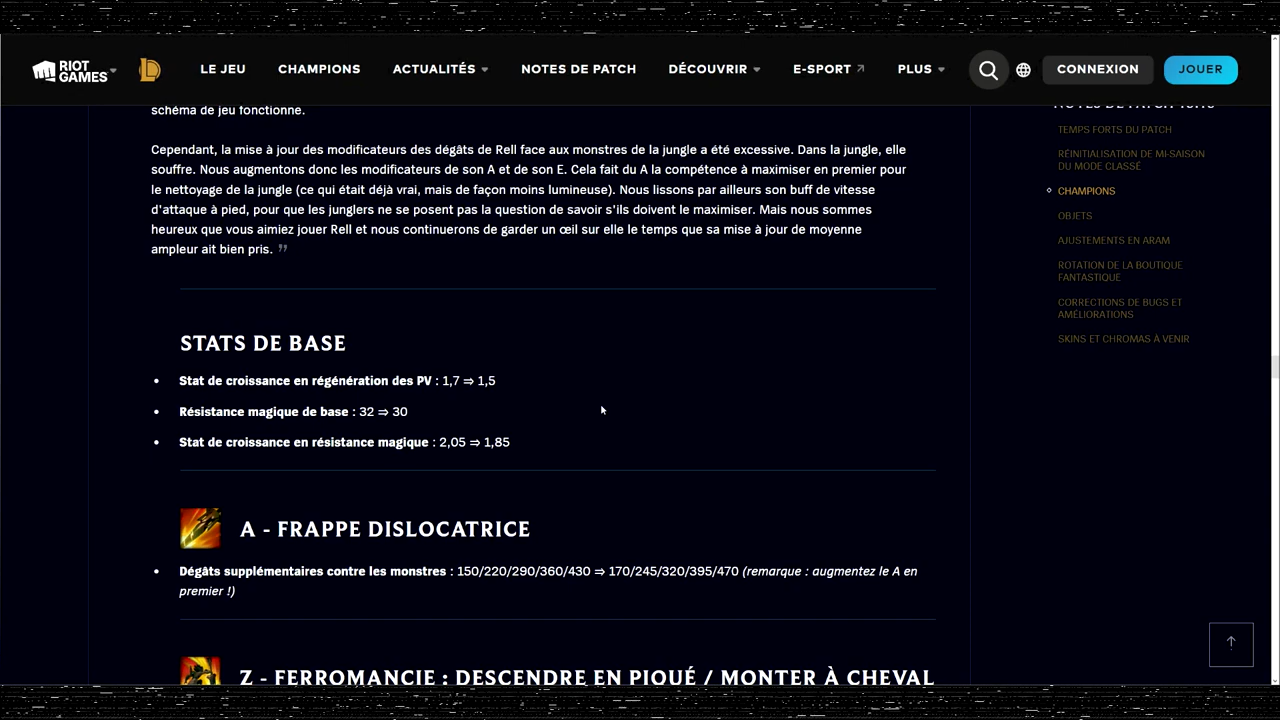 RIOT GAMES
LE JEU
CHAMPIONS
ACTUALITÉS
NOTES DE PATCH
DÉCOUVRIR
E-SPORT
PLUS
CONNEXION
JOUER
schéma de jeu fonctionne.
Cependant, la mise à jour des modificateurs des dégâts de Rell face aux monstres de la jungle a été excessive. Dans la jungle, elle
souffre. Nous augmentons donc les modificateurs de son A et de son E. Cela fait du A la compétence à maximiser en premier pour
le nettoyage de la jungle (ce qui était déjà vrai, mais de façon moins lumineuse). Nous lissons par ailleurs son buff de vitesse
d'attaque à pied, pour que les junglers ne se posent pas la question de savoir s'ils doivent le maximiser. Mais nous sommes
heureux que vous aimiez jouer Rell et nous continuerons de garder un œil sur elle le temps que sa mise à jour de moyenne
ampleur ait bien pris. ”
STATS DE BASE
• Stat de croissance en régénération des PV : 1,7 ⇒ 1,5
• Résistance magique de base : 32 ⇒ 30
• Stat de croissance en résistance magique : 2,05 ⇒ 1,85
A - FRAPPE DISLOCATRICE
• Dégâts supplémentaires contre les monstres : 150/220/290/360/430 ⇒ 170/245/320/395/470 (remarque : augmentez le A en
premier !)
Z - FERROMANCIE : DESCENDRE EN PIQUÉ / MONTER À CHEVAL
TEMPS FORTS DU PATCH
RÉINITIALISATION DE MI-SAISON
DU MODE CLASSÉ
CHAMPIONS
OBJETS
AJUSTEMENTS EN ARAM
ROTATION DE LA BOUTIQUE
FANTASTIQUE
CORRECTIONS DE BUGS ET
AMÉLIORATIONS
SKINS ET CHROMAS À VENIR